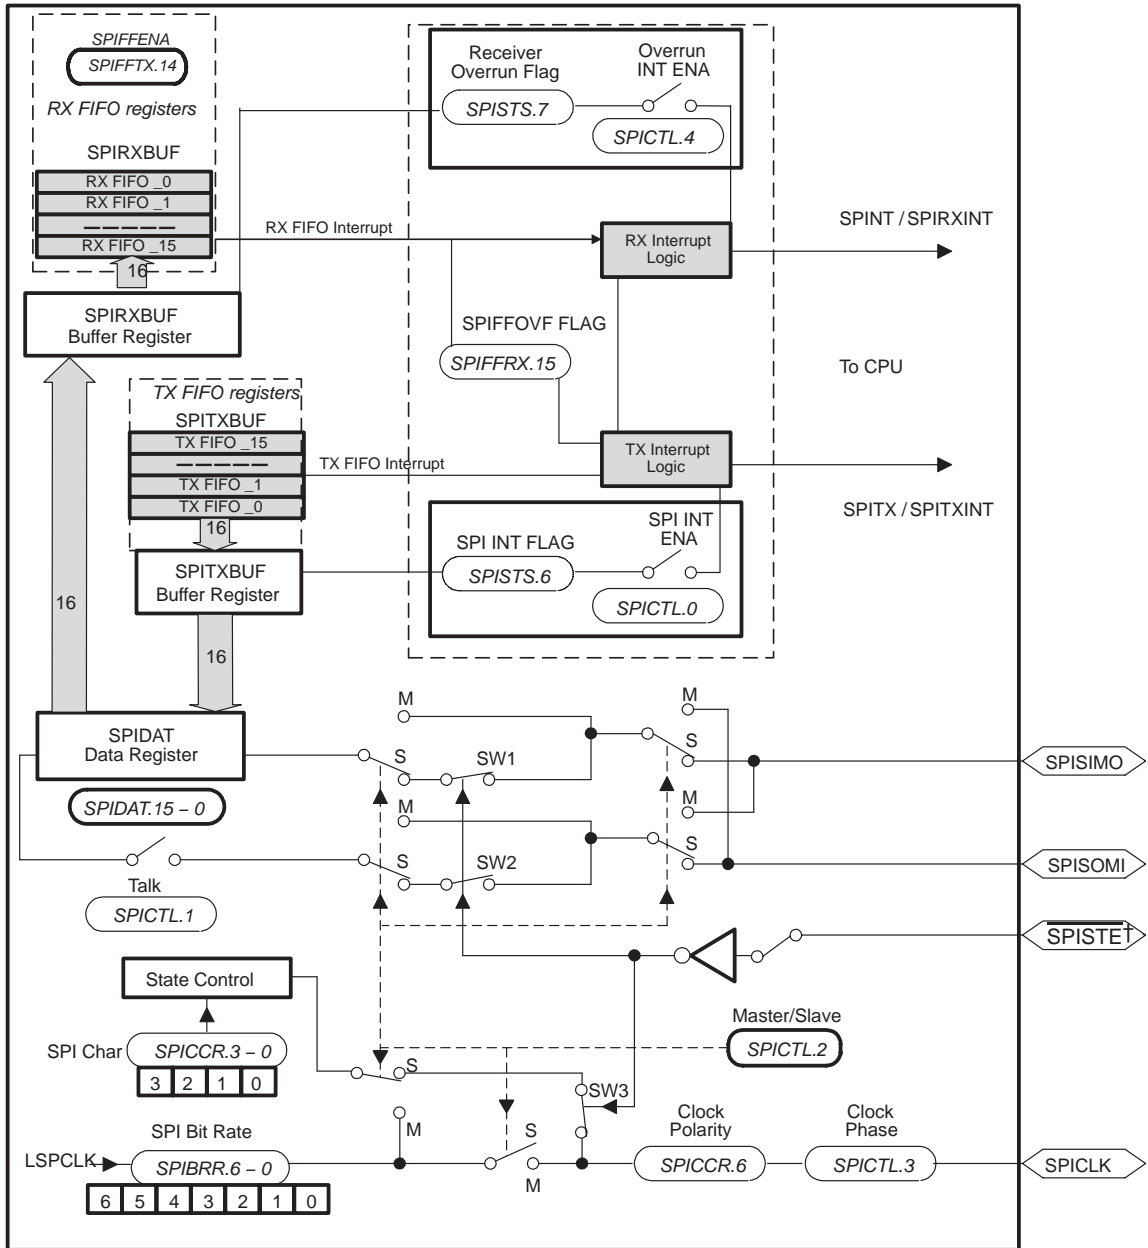 SPIFFENA
SPIFFTX.14
RX FIFO registers
SPIRXBUF
RX FIFO _0
RX FIFO _1
–––––
RX FIFO _15
16
SPIRXBUF
Buffer Register
Receiver
Overrun Flag
SPISTS.7
Overrun
INT ENA
SPICTL.4
RX FIFO Interrupt
RX Interrupt
Logic
SPINT / SPIRXINT
SPIFFOVF FLAG
SPIFFRX.15
To CPU
TX FIFO registers
SPITXBUF
TX FIFO _15
–––––
TX FIFO _1
TX FIFO _0
16
TX FIFO Interrupt
TX Interrupt
Logic
SPITX / SPITXINT
SPITXBUF
Buffer Register
SPI INT FLAG
SPISTS.6
SPI INT
ENA
SPICTL.0
16
16
SPIDAT
Data Register
SPIDAT.15 – 0
M
S
SW1
M
S
SPISIMO
M
S
SW2
M
S
SPISOMI
Talk
SPICTL.1
SPISTE†
State Control
Master/Slave
SPICTL.2
SPI Char
SPICCR.3 – 0
3 2 1 0
S
M
SW3
SPI Bit Rate
LSPCLK
SPIBRR.6 – 0
6 5 4 3 2 1 0
S
M
Clock
Polarity
SPICCR.6
Clock
Phase
SPICTL.3
SPICLK